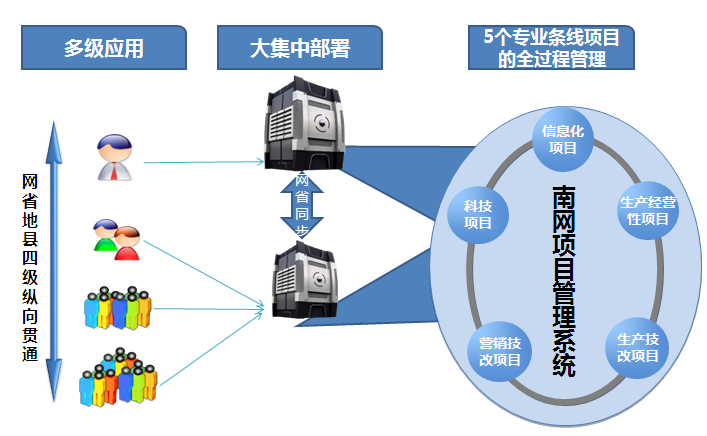 多级应用
大集中部署
5个专业条线项目
的全过程管理
网省地县四级纵向贯通
网省同步
信息化
项目
科技
项目
生产经营
性项目
南网项目管理系统
营销技
改项目
生产技
改项目